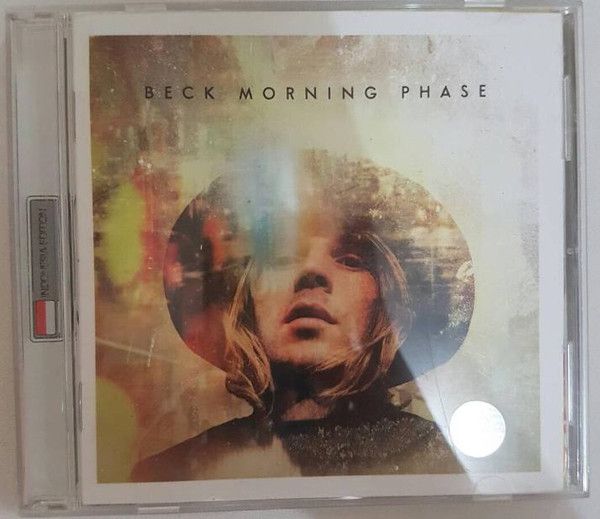 BECK MORNING PHASE
INDONESIA EDITION